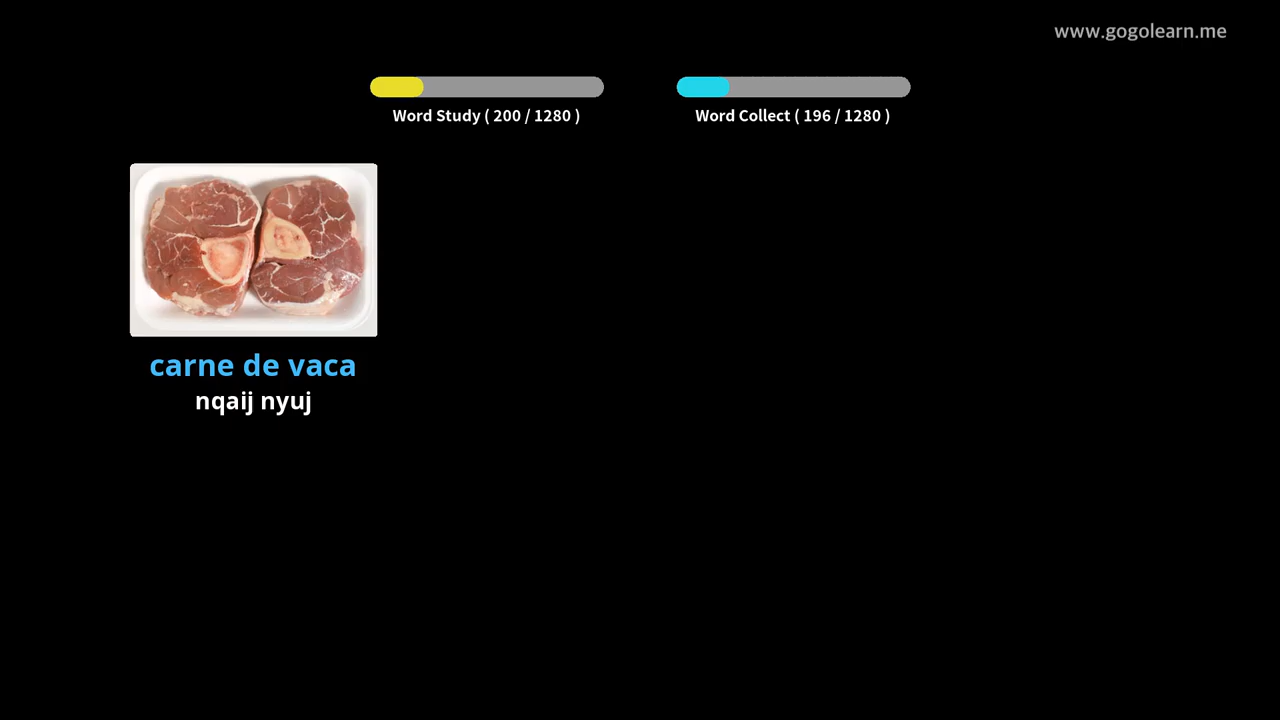 www.gogolearn.me
Word Study ( 200 / 1280 )
Word Collect ( 196 / 1280 )
carne de vaca
nqaij nyuj